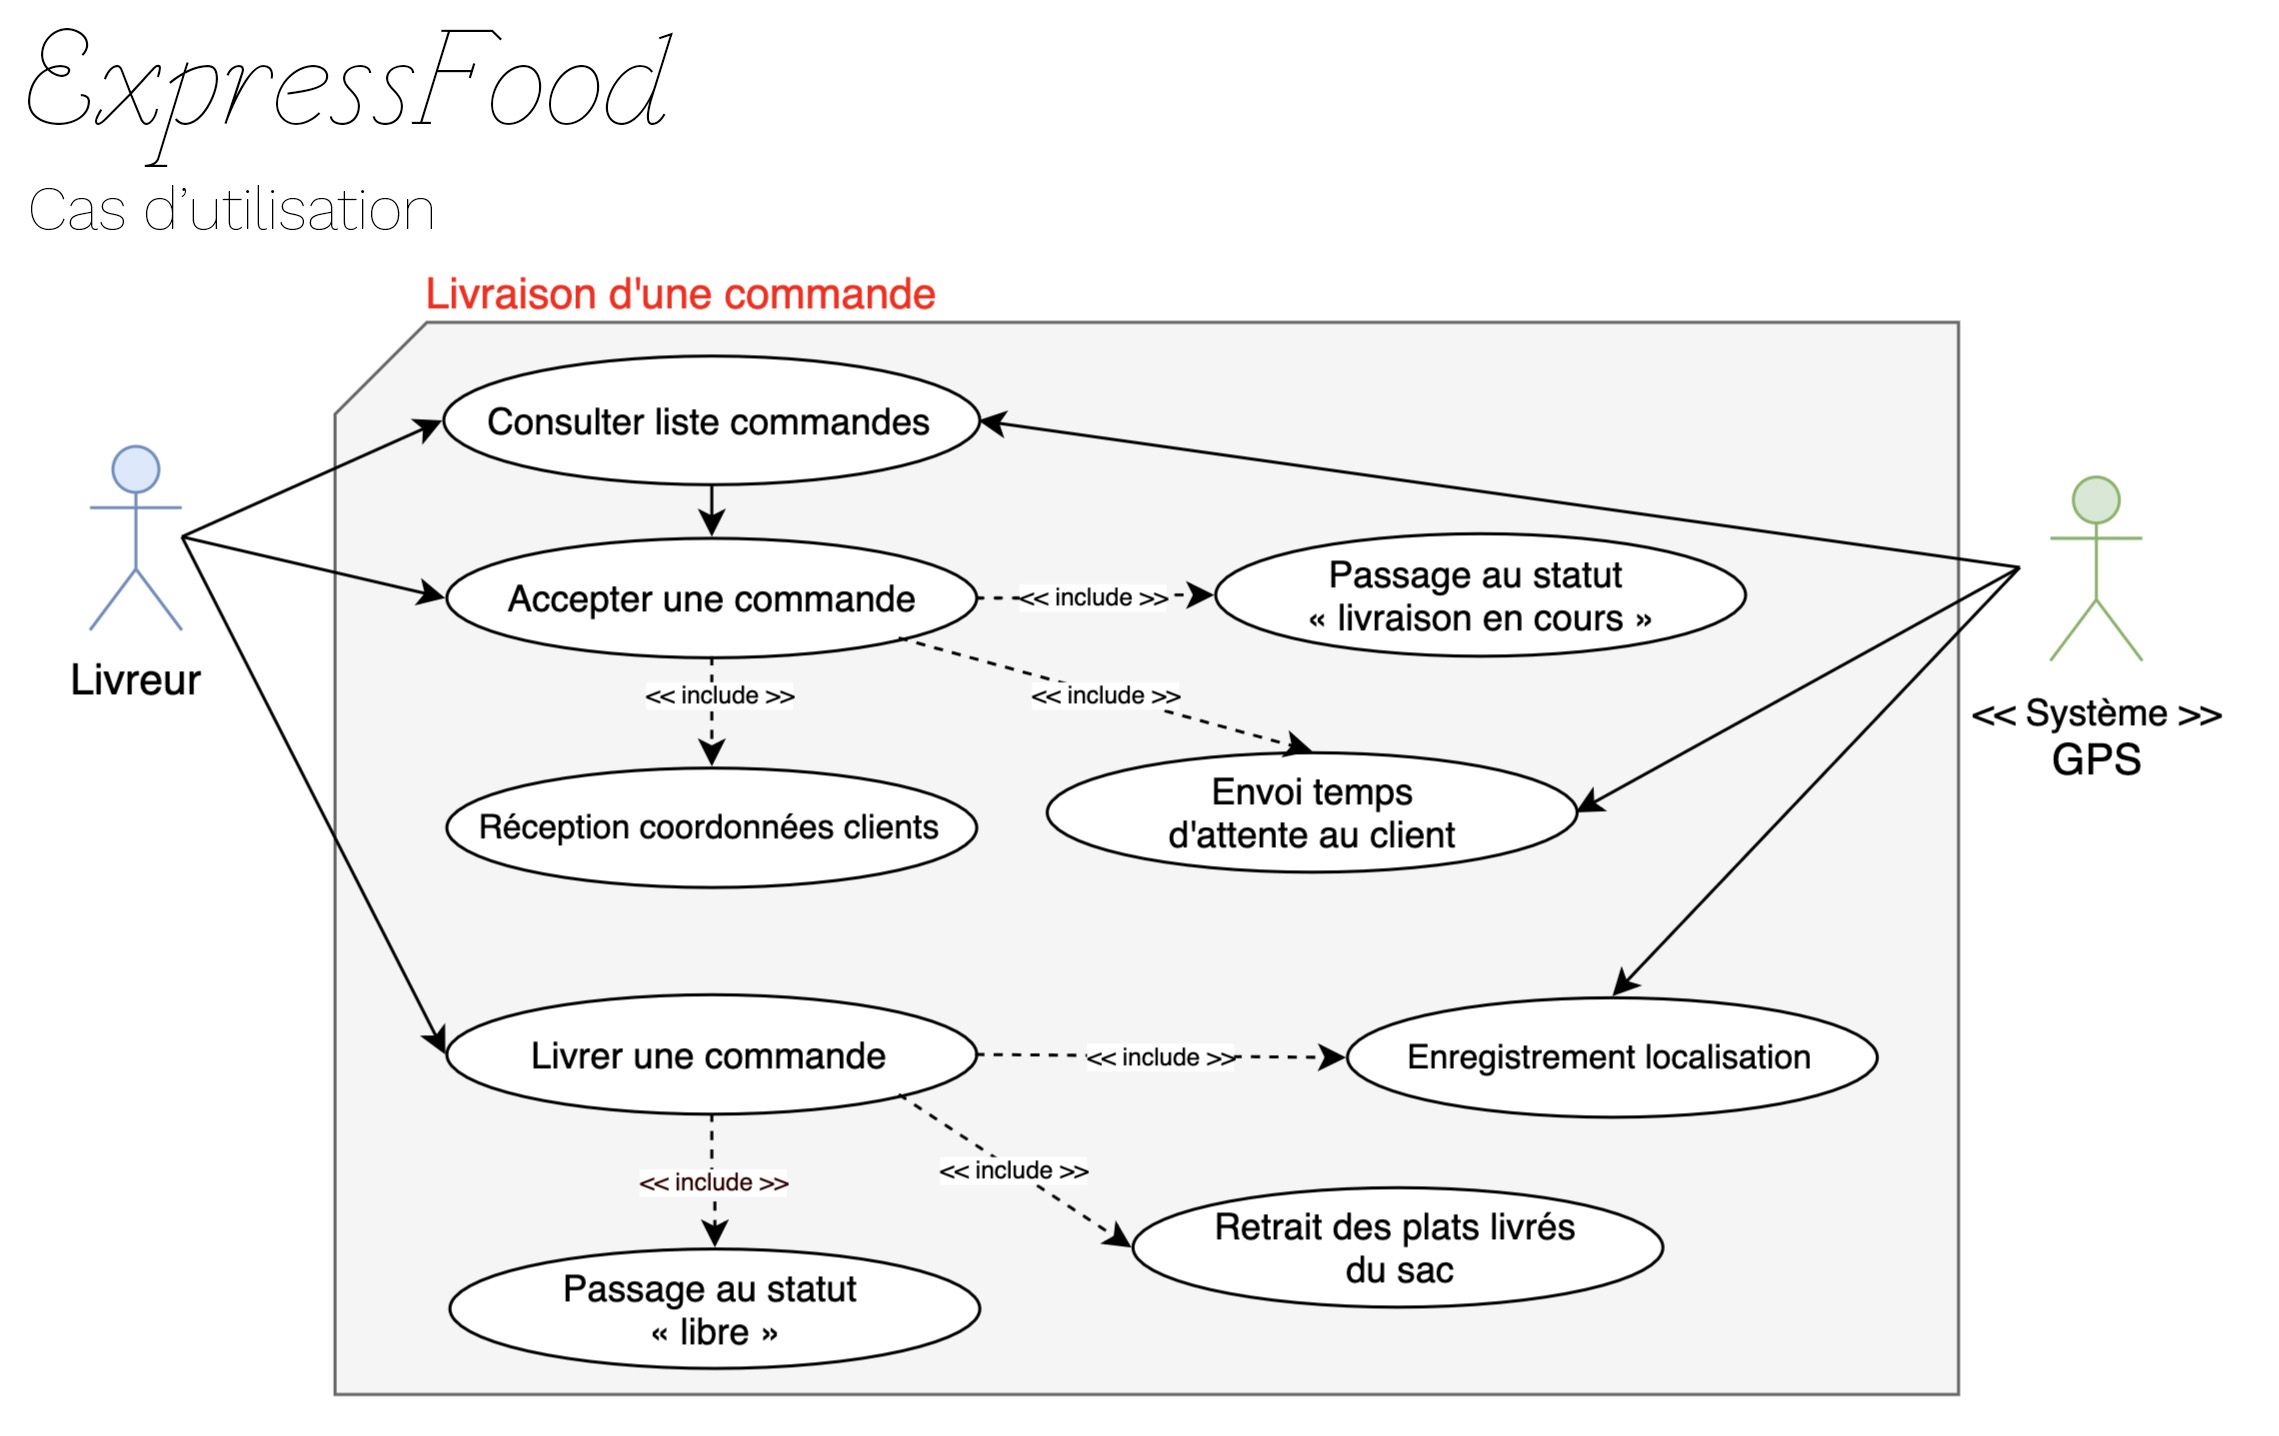 ExpressFood
Cas d’utilisation
Livraison d'une commande
Consulter liste commandes
Accepter une commande
<< include >>
Passage au statut
« livraison en cours »
Livreur
<< include >>
<< include >>
<< Système >>
GPS
Réception coordonnées clients
Envoi temps
d'attente au client
Livrer une commande
<< include >>
Enregistrement localisation
<< include >>
<< include >>
Retrait des plats livrés
du sac
Passage au statut
« libre »